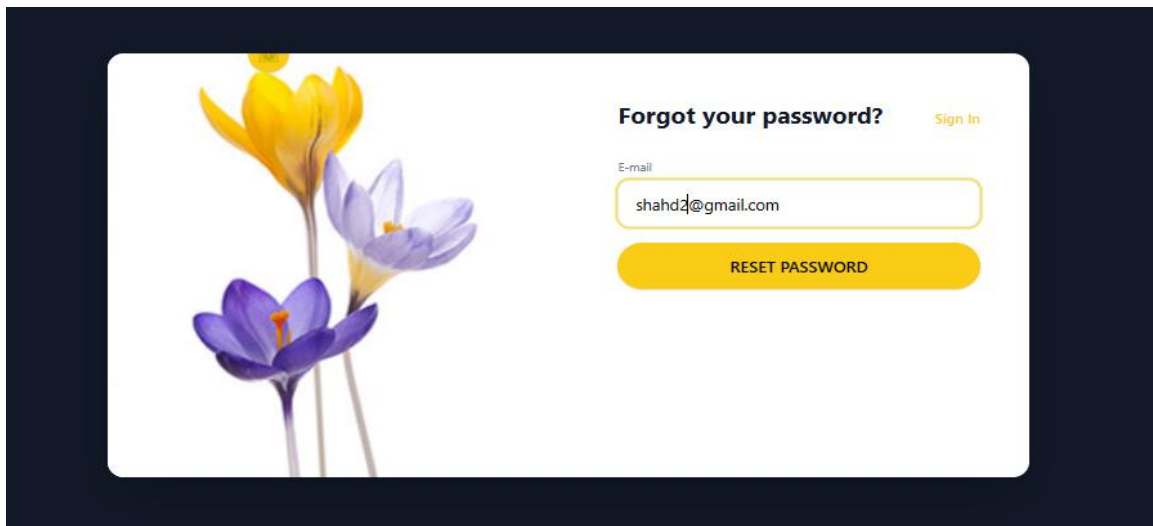 Forgot your password?
Sign In
E-mail
shahd2@gmail.com
RESET PASSWORD